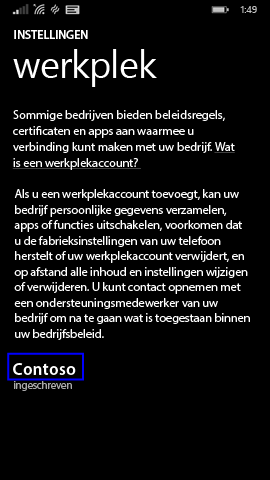 1:49
INSTELLINGEN
werkplek
Sommige bedrijven bieden beleidsregels,
certificaten en apps aan waarmee u
verbinding kunt maken met uw bedrijf. Wat
is een werkplekaccount?
Als u een werkplekaccount toevoegt, kan uw
bedrijf persoonlijke gegevens verzamelen,
apps of functies uitschakelen, voorkomen dat
u de fabrieksinstellingen van uw telefoon
herstelt of uw werkplekaccount verwijdert, en
op afstand alle inhoud en instellingen wijzigen
of verwijderen. U kunt contact opnemen met
een ondersteuningsmedewerker van uw
bedrijf om na te gaan wat is toegestaan binnen
uw bedrijfsbeleid.
Contoso
ingeschreven